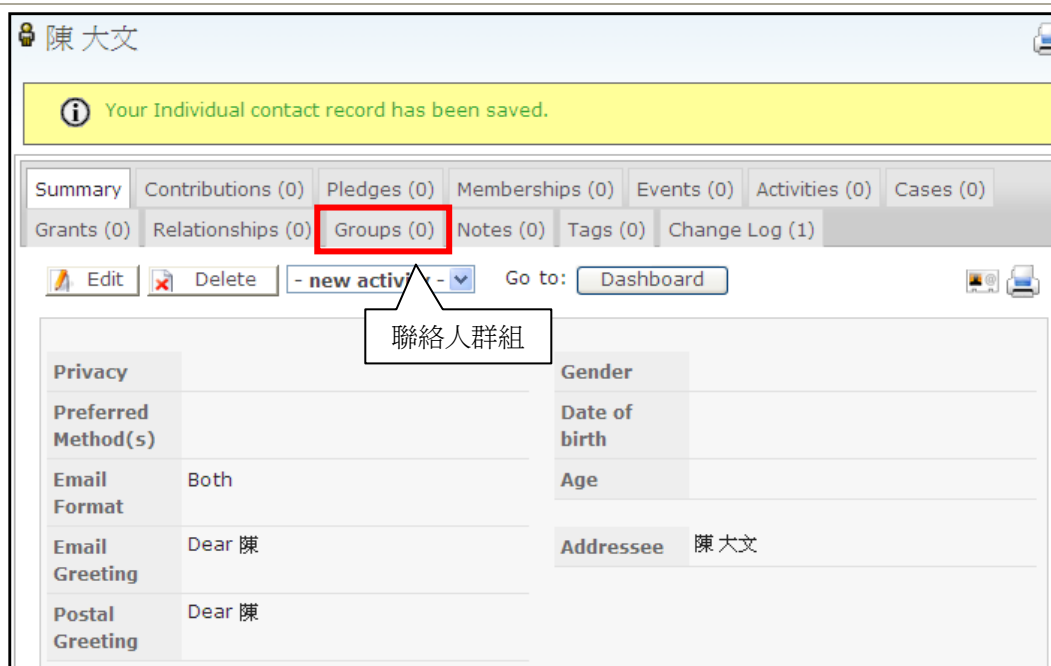 陳 大文
Your Individual contact record has been saved.
Summary Contributions (0) Pledges (0) Memberships (0) Events (0) Activities (0) Cases (0)
Grants (0) Relationships (0) Groups (0) Notes (0) Tags (0) Change Log (1)
Edit Delete - new activity - Go to: Dashboard
聯絡人群組
Privacy Gender
Preferred Method(s) Date of birth
Email Format Both Age
Email Greeting Dear 陳 Addressee 陳 大文
Postal Greeting Dear 陳